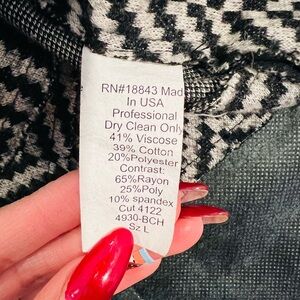 RN#18843 Mad
In USA
Professional
Dry Clean Only
41% Viscose
39% Cotton
20%Polyester
Contrast:
65%Rayon
25%Poly
10% spandex
Cut 4122
4930-BCH
Sz L